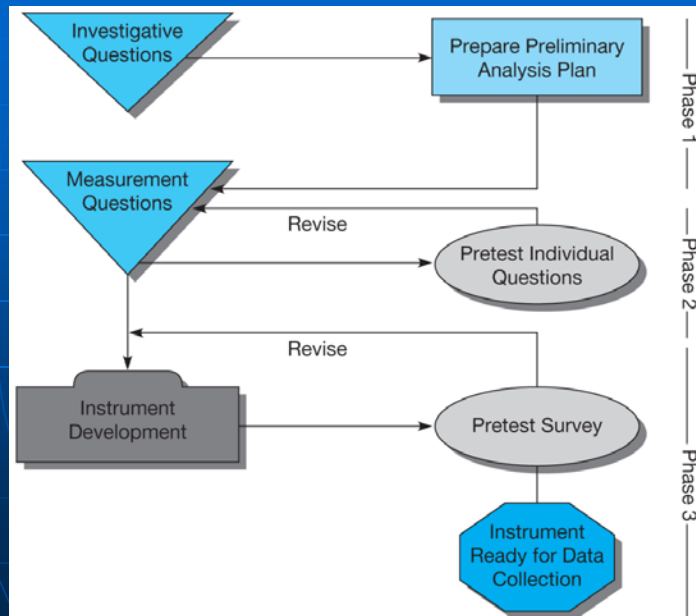 Investigative
Questions
Prepare Preliminary
Analysis Plan
Phase 1
Measurement
Questions
Revise
Pretest Individual
Questions
Phase 2
Revise
Instrument
Development
Pretest Survey
Phase 3
Instrument
Ready for Data
Collection